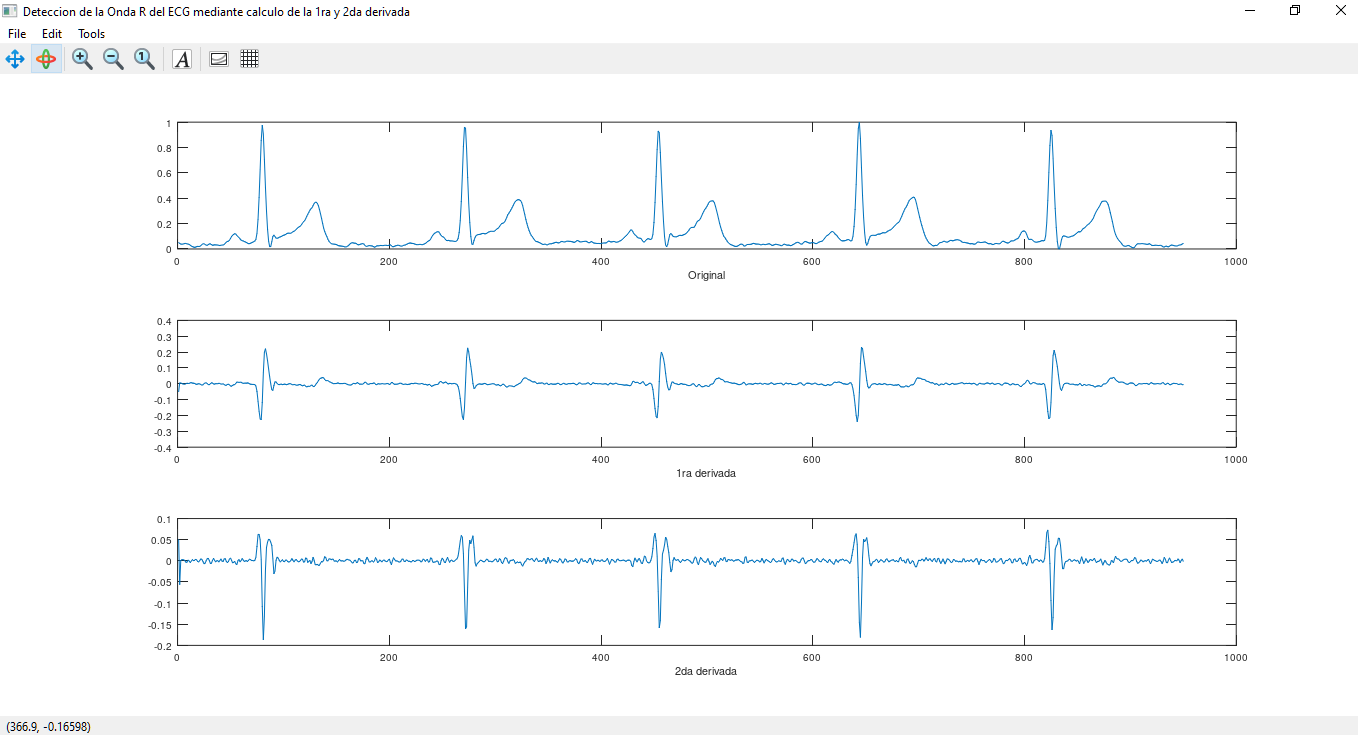 Deteccion de la Onda R del ECG mediante calculo de la 1ra y 2da derivada
File Edit Tools
1 A
1
0.8
0.6
0.4
0.2
0
0 200 400 600 800 1000
Original
0.4
0.3
0.2
0.1
0
-0.1
-0.2
-0.3
-0.4
0 200 400 600 800 1000
1ra derivada
0.1
0.05
0
-0.05
-0.1
-0.15
-0.2
0 200 400 600 800 1000
2da derivada
(366.9, -0.16598)